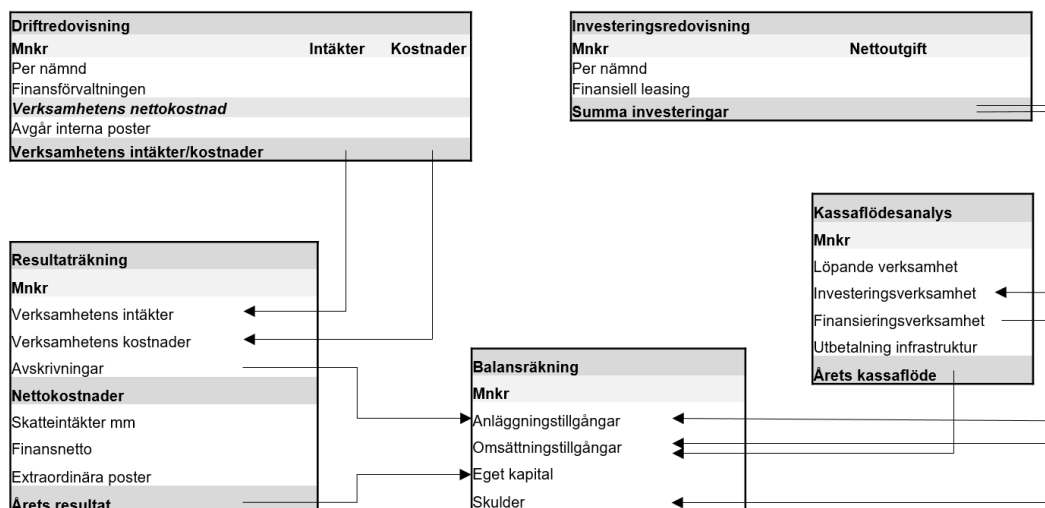 Driftredovisning
Mnkr Intäkter Kostnader
Per nämnd
Finansförvaltningen
Verksamhetens nettokostnad
Avgår interna poster
Verksamhetens intäkter/kostnader
Investeringsredovisning
Mnkr Nettoutgift
Per nämnd
Finansiell leasing
Summa investeringar
Kassaflödesanalys
Mnkr
Löpande verksamhet
Investeringsverksamhet
Finansieringsverksamhet
Utbetalning infrastruktur
Årets kassaflöde
Resultaträkning
Mnkr
Verksamhetens intäkter
Verksamhetens kostnader
Avskrivningar
Nettokostnader
Skatteintäkter mm
Finansnetto
Extraordinära poster
Årets resultat
Balansräkning
Mnkr
Anläggningstillgångar
Omsättningstillgångar
Eget kapital
Skulder